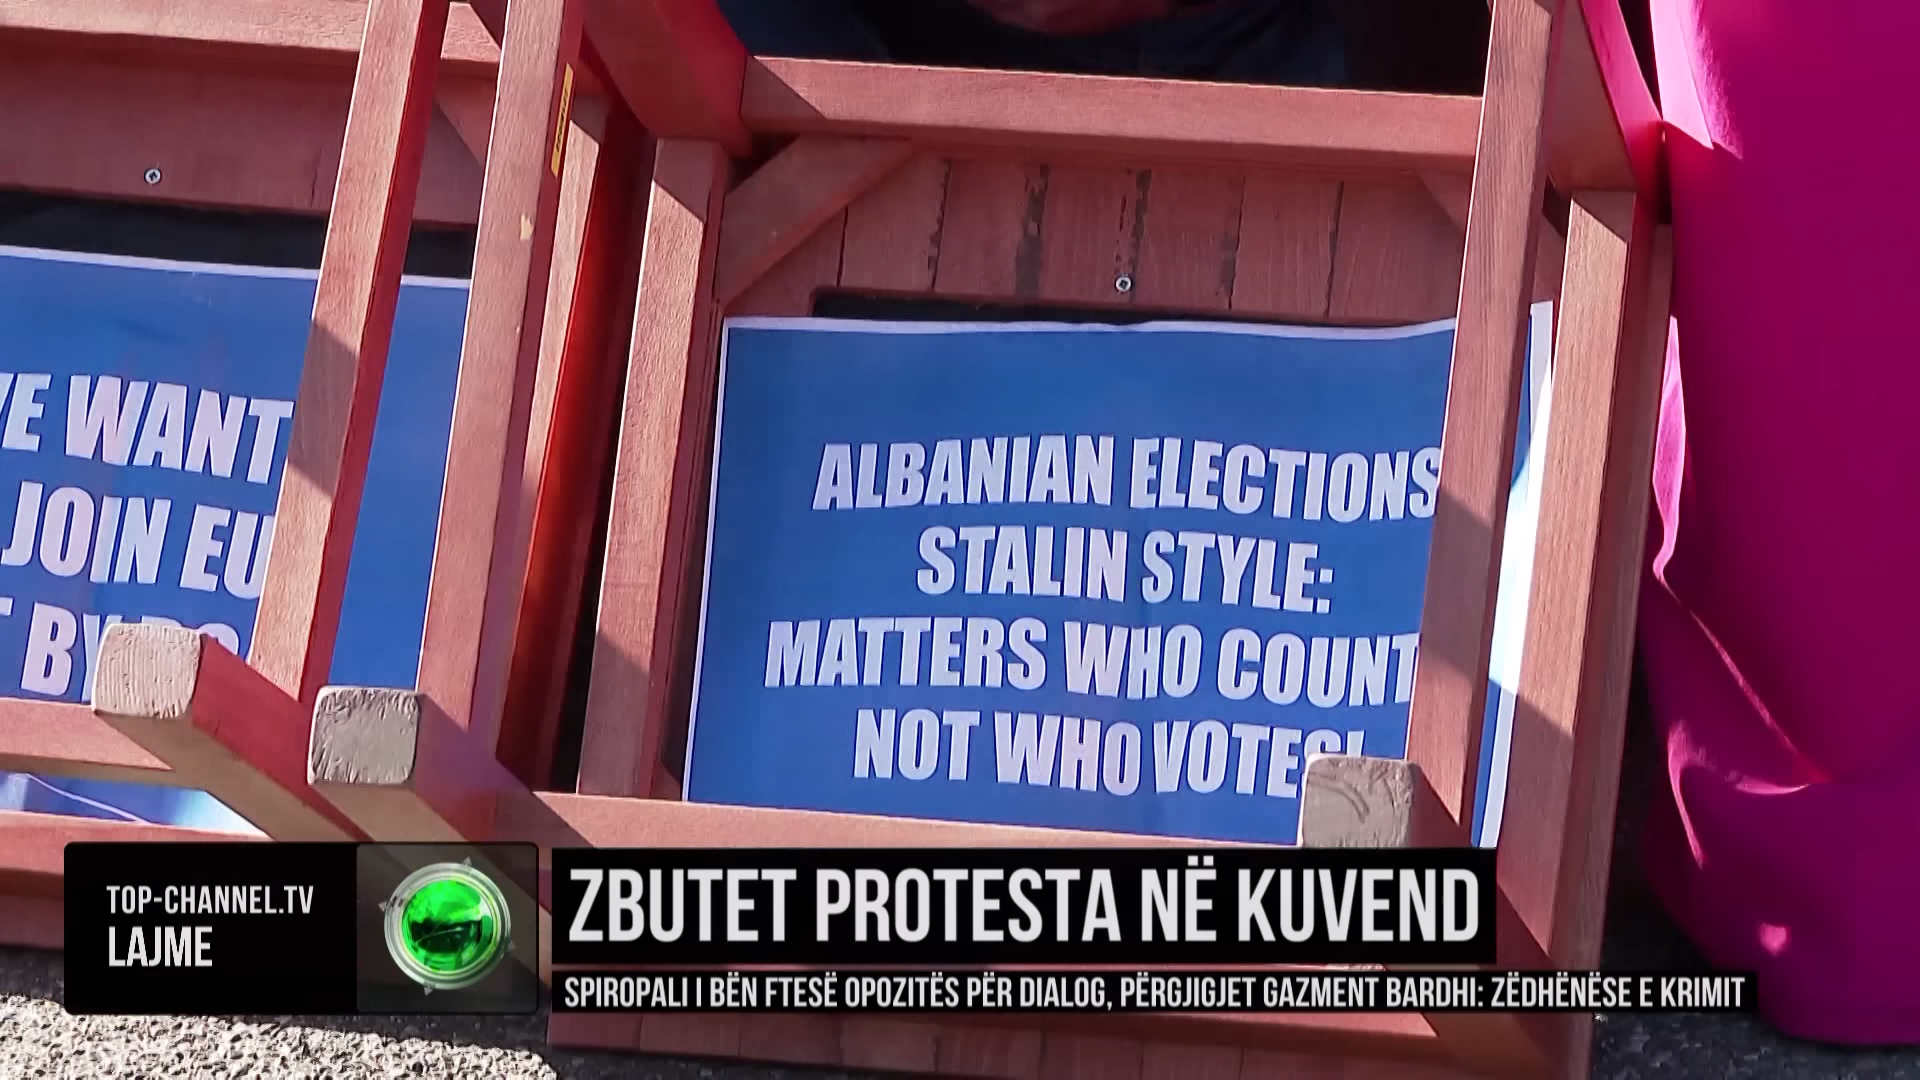 WANT
JOIN EU
BY
ALBANIAN ELECTIONS
STALIN STYLE:
MATTERS WHO COUNT
NOT WHO VOTES!
TOP-CHANNEL.TV
LAJME
ZBUTET PROTESTA NË KUVEND
SPIROPALI I BËN FTESË OPOZITËS PËR DIALOG, PËRGJIGJET GAZMENT BARDHI: ZËDHËNËSE E KRIMIT